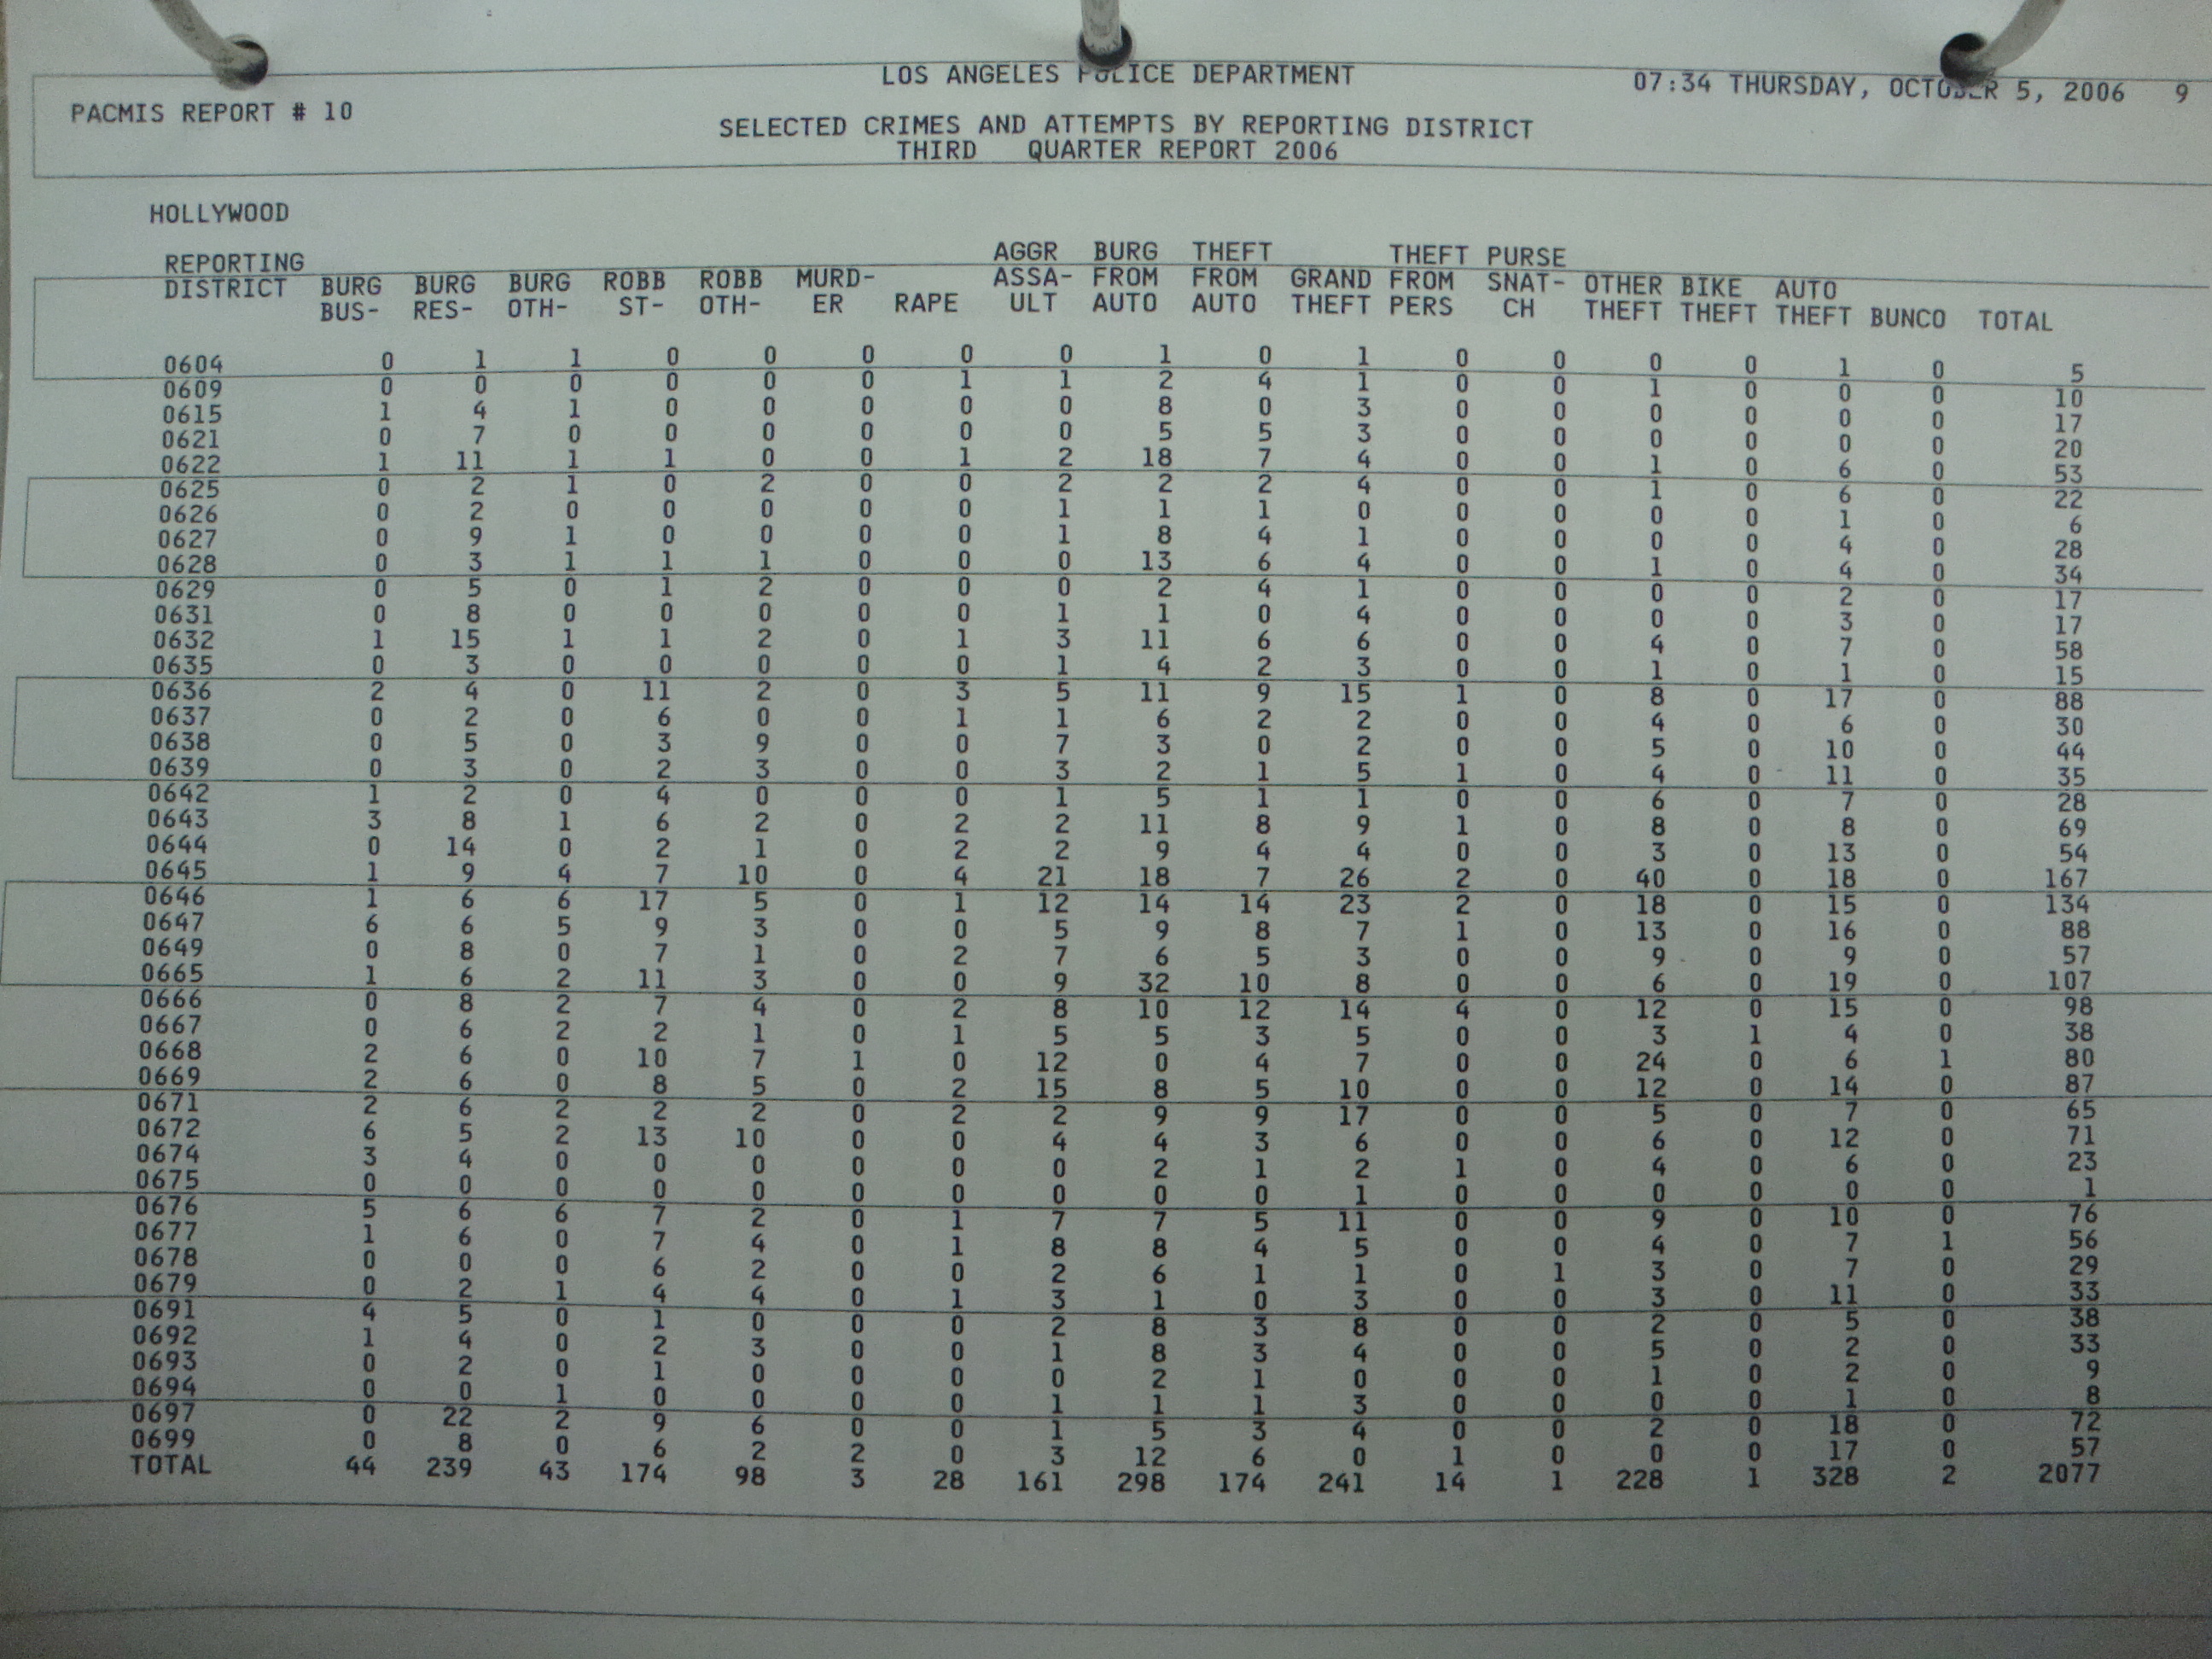 LOS ANGELES POLICE DEPARTMENT 07:34 THURSDAY, OCTOBER 5, 2006 9
PACMIS REPORT # 10
SELECTED CRIMES AND ATTEMPTS BY REPORTING DISTRICT
THIRD QUARTER REPORT 2006
HOLLYWOOD
AGGR BURG THEFT THEFT PURSE
REPORTING DISTRICT BURG BURG BURG ROBB ROBB MURD- ASSA- FROM FROM GRAND FROM SNAT- OTHER BIKE AUTO
BUS- RES- OTH- ST- OTH- ER RAPE ULT AUTO AUTO THEFT PERS CH THEFT THEFT THEFT BUNCO TOTAL
0604 0 1 1 0 0 0 0 0 1 0 1 0 0 0 0 1 0 5
0609 0 0 0 0 0 0 1 1 2 4 1 0 0 1 0 0 0 10
0615 1 4 1 0 0 0 0 0 8 0 3 0 0 0 0 0 0 17
0621 0 7 0 0 0 0 0 0 5 5 3 0 0 0 0 0 0 20
0622 1 11 1 1 0 0 1 2 18 7 4 0 0 1 0 6 0 53
0625 0 2 1 0 2 0 0 2 2 2 4 0 0 1 0 6 0 22
0626 0 2 0 0 0 0 0 1 1 1 0 0 0 0 0 1 0 6
0627 0 9 1 0 0 0 0 1 8 4 1 0 0 0 0 4 0 28
0628 0 3 1 1 1 0 0 0 13 6 4 0 0 1 0 4 0 34
0629 0 5 0 1 2 0 0 0 2 4 1 0 0 0 0 2 0 17
0631 0 8 0 0 0 0 0 1 1 0 4 0 0 0 0 3 0 17
0632 1 15 1 1 2 0 1 3 11 6 6 0 0 4 0 7 0 58
0635 0 3 0 0 0 0 0 1 4 2 3 0 0 1 0 1 0 15
0636 2 4 0 11 2 0 3 5 11 9 15 1 0 8 0 17 0 88
0637 0 2 0 6 0 0 1 1 6 2 2 0 0 4 0 6 0 30
0638 0 5 0 3 9 0 0 7 3 0 2 0 0 5 0 10 0 44
0639 0 3 0 2 3 0 0 3 2 1 5 1 0 4 0 11 0 35
0642 1 2 0 4 0 0 0 1 5 1 1 0 0 6 0 7 0 28
0643 3 8 1 6 2 0 2 2 11 8 9 1 0 8 0 8 0 69
0644 0 14 0 2 1 0 2 2 9 4 4 0 0 3 0 13 0 54
0645 1 9 4 7 10 0 4 21 18 7 26 2 0 40 0 18 0 167
0646 1 6 6 17 5 0 1 12 14 14 23 2 0 18 0 15 0 134
0647 6 6 5 9 3 0 0 5 9 8 7 1 0 13 0 16 0 88
0649 0 8 0 7 1 0 2 7 6 5 3 0 0 9 0 9 0 57
0665 1 6 2 11 3 0 0 9 32 10 8 0 0 6 0 19 0 107
0666 0 8 2 7 4 0 2 8 10 12 14 4 0 12 0 15 0 98
0667 0 6 2 2 1 0 1 5 5 3 5 0 0 3 1 4 0 38
0668 2 6 0 10 7 1 0 12 0 4 7 0 0 24 0 6 1 80
0669 2 6 0 8 5 0 2 15 8 5 10 0 0 12 0 14 0 87
0671 2 6 2 2 2 0 2 2 9 9 17 0 0 5 0 7 0 65
0672 6 5 2 13 10 0 0 4 4 3 6 0 0 6 0 12 0 71
0674 3 4 0 0 0 0 0 0 2 1 2 1 0 4 0 6 0 23
0675 0 0 0 0 0 0 0 0 0 0 1 0 0 0 0 0 0 1
0676 5 6 6 7 2 0 1 7 7 5 11 0 0 9 0 10 0 76
0677 1 6 0 7 4 0 1 8 8 4 5 0 0 4 0 7 1 56
0678 0 0 0 6 2 0 0 2 6 1 1 0 1 3 0 7 0 29
0679 0 2 1 4 4 0 1 3 1 0 3 0 0 3 0 11 0 33
0691 4 5 0 1 0 0 0 2 8 3 8 0 0 2 0 5 0 38
0692 1 4 0 2 3 0 0 1 8 3 4 0 0 5 0 2 0 33
0693 0 2 0 1 0 0 0 0 2 1 0 0 0 1 0 2 0 9
0694 0 0 1 0 0 0 0 1 1 1 3 0 0 0 0 1 0 8
0697 0 22 2 9 6 0 0 1 5 3 4 0 0 2 0 18 0 72
0699 0 8 0 6 2 2 0 3 12 6 0 1 0 0 0 17 0 57
TOTAL 44 239 43 174 98 3 28 161 298 174 241 14 1 228 1 328 2 2077